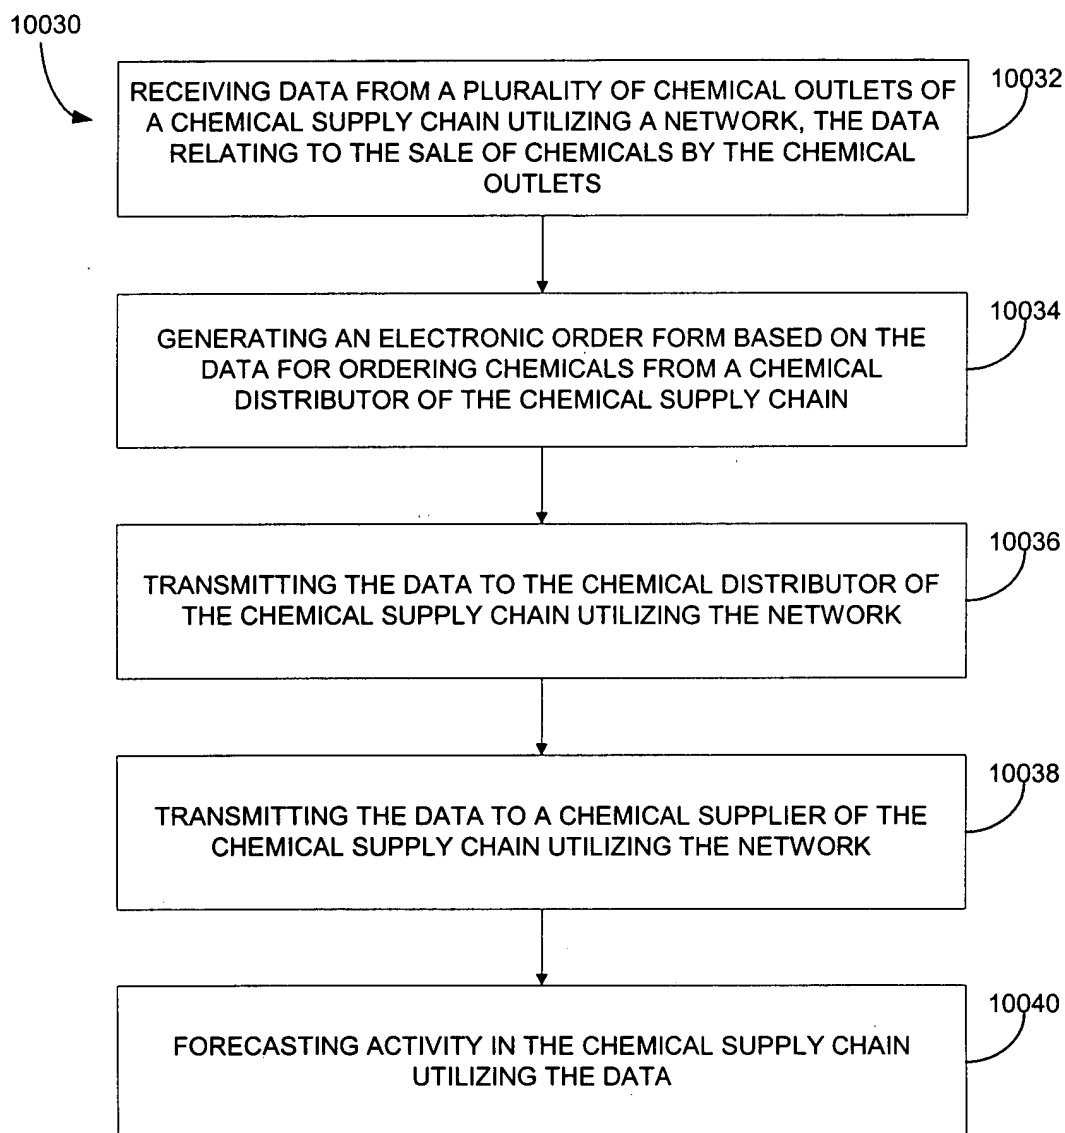 10030
RECEIVING DATA FROM A PLURALITY OF CHEMICAL OUTLETS OF
A CHEMICAL SUPPLY CHAIN UTILIZING A NETWORK, THE DATA
RELATING TO THE SALE OF CHEMICALS BY THE CHEMICAL
OUTLETS
10032
GENERATING AN ELECTRONIC ORDER FORM BASED ON THE
DATA FOR ORDERING CHEMICALS FROM A CHEMICAL
DISTRIBUTOR OF THE CHEMICAL SUPPLY CHAIN
10034
TRANSMITTING THE DATA TO THE CHEMICAL DISTRIBUTOR OF
THE CHEMICAL SUPPLY CHAIN UTILIZING THE NETWORK
10036
TRANSMITTING THE DATA TO A CHEMICAL SUPPLIER OF THE
CHEMICAL SUPPLY CHAIN UTILIZING THE NETWORK
10038
FORECASTING ACTIVITY IN THE CHEMICAL SUPPLY CHAIN
UTILIZING THE DATA
10040